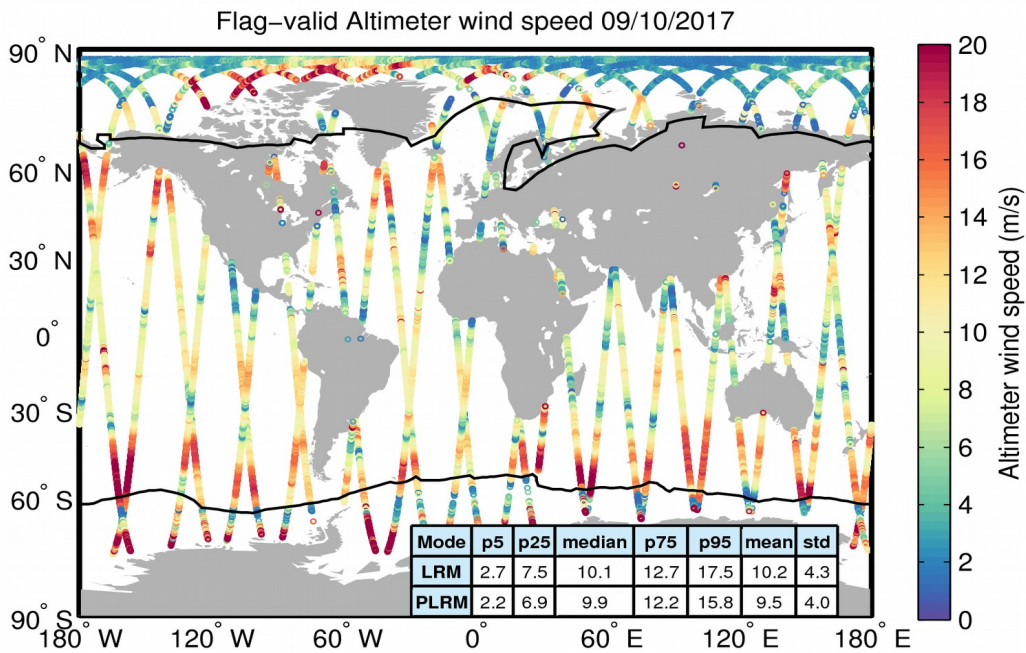 Flag−valid Altimeter wind speed 09/10/2017
90° N
60° N
30° N
0°
30° S
60° S
90° S
180° W
120° W
60° W
0°
60° E
120° E
180° E
Mode p5 p25 median p75 p95 mean std
LRM 2.7 7.5 10.1 12.7 17.5 10.2 4.3
PLRM 2.2 6.9 9.9 12.2 15.8 9.5 4.0
20
18
16
14
12
10
8
6
4
2
0
Altimeter wind speed (m/s)